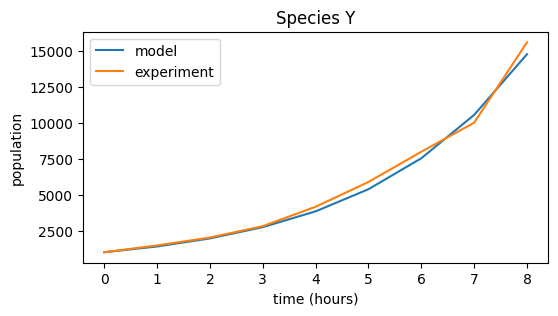 Species Y
model
experiment
population
15000
12500
10000
7500
5000
2500
0 1 2 3 4 5 6 7 8
time (hours)